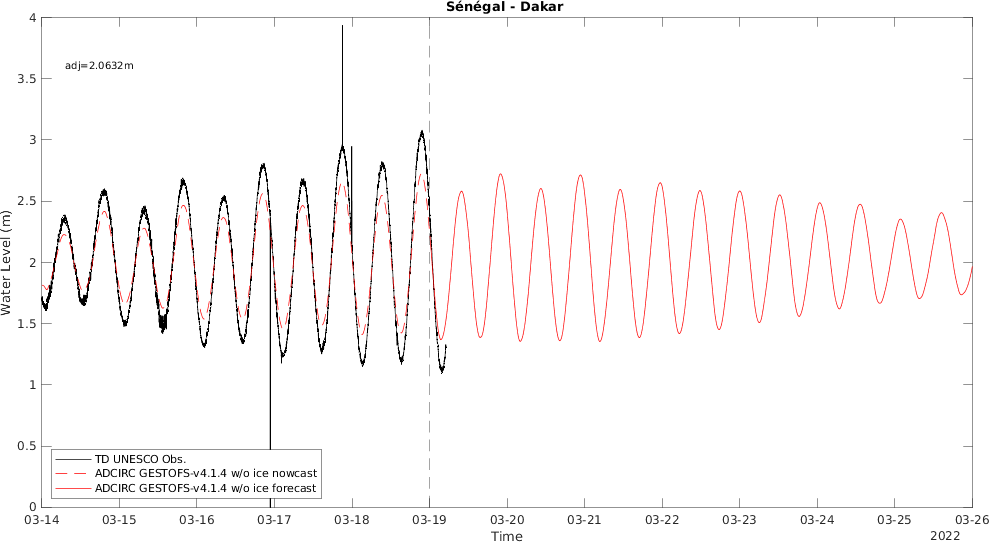 Sénégal - Dakar
adj=2.0632m
Water Level (m)
4
3.5
3
2.5
2
1.5
1
0.5
0
TD UNESCO Obs.
ADCIRC GESTOFS-v4.1.4 w/o ice nowcast
ADCIRC GESTOFS-v4.1.4 w/o ice forecast
03-14 03-15 03-16 03-17 03-18 03-19 03-20 03-21 03-22 03-23 03-24 03-25 03-26
Time
2022